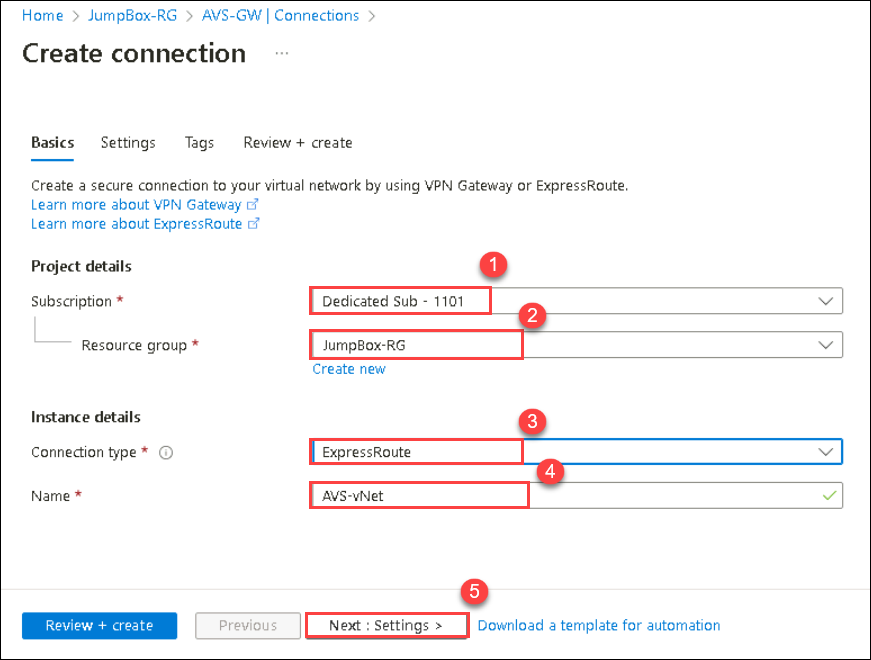 Home > JumpBox-RG > AVS-GW | Connections >
Create connection ...
Basics Settings Tags Review + create
Create a secure connection to your virtual network by using VPN Gateway or ExpressRoute.
Learn more about VPN Gateway
Learn more about ExpressRoute
Project details
1
Subscription * Dedicated Sub - 1101
2
Resource group * JumpBox-RG
Create new
Instance details
3
Connection type * ExpressRoute
4
Name * AVS-vNet
5
Review + create Previous Next : Settings > Download a template for automation